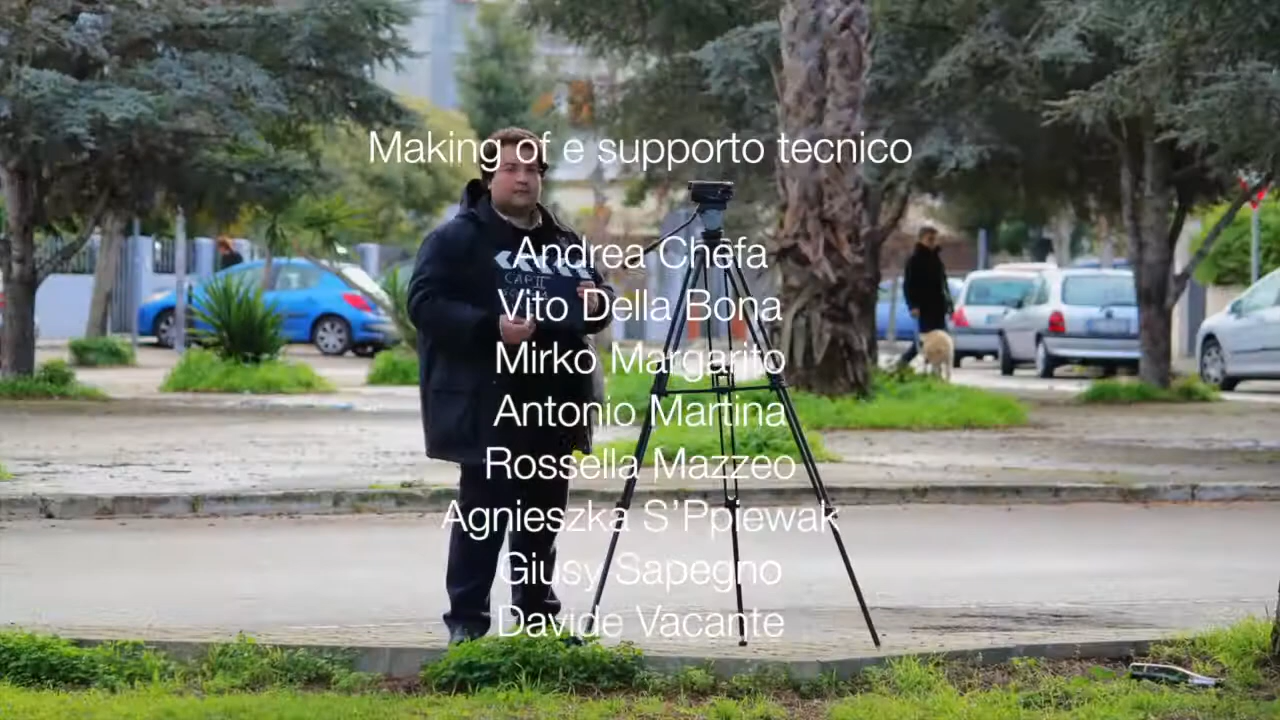 Making of e supporto tecnico
Andrea Chefa
Vito Della Bona
Mirko Margarito
Antonio Martina
Rossella Mazzeo
Agnieszka S'Ppiewak
Giusy Sapegno
Davide Vacante